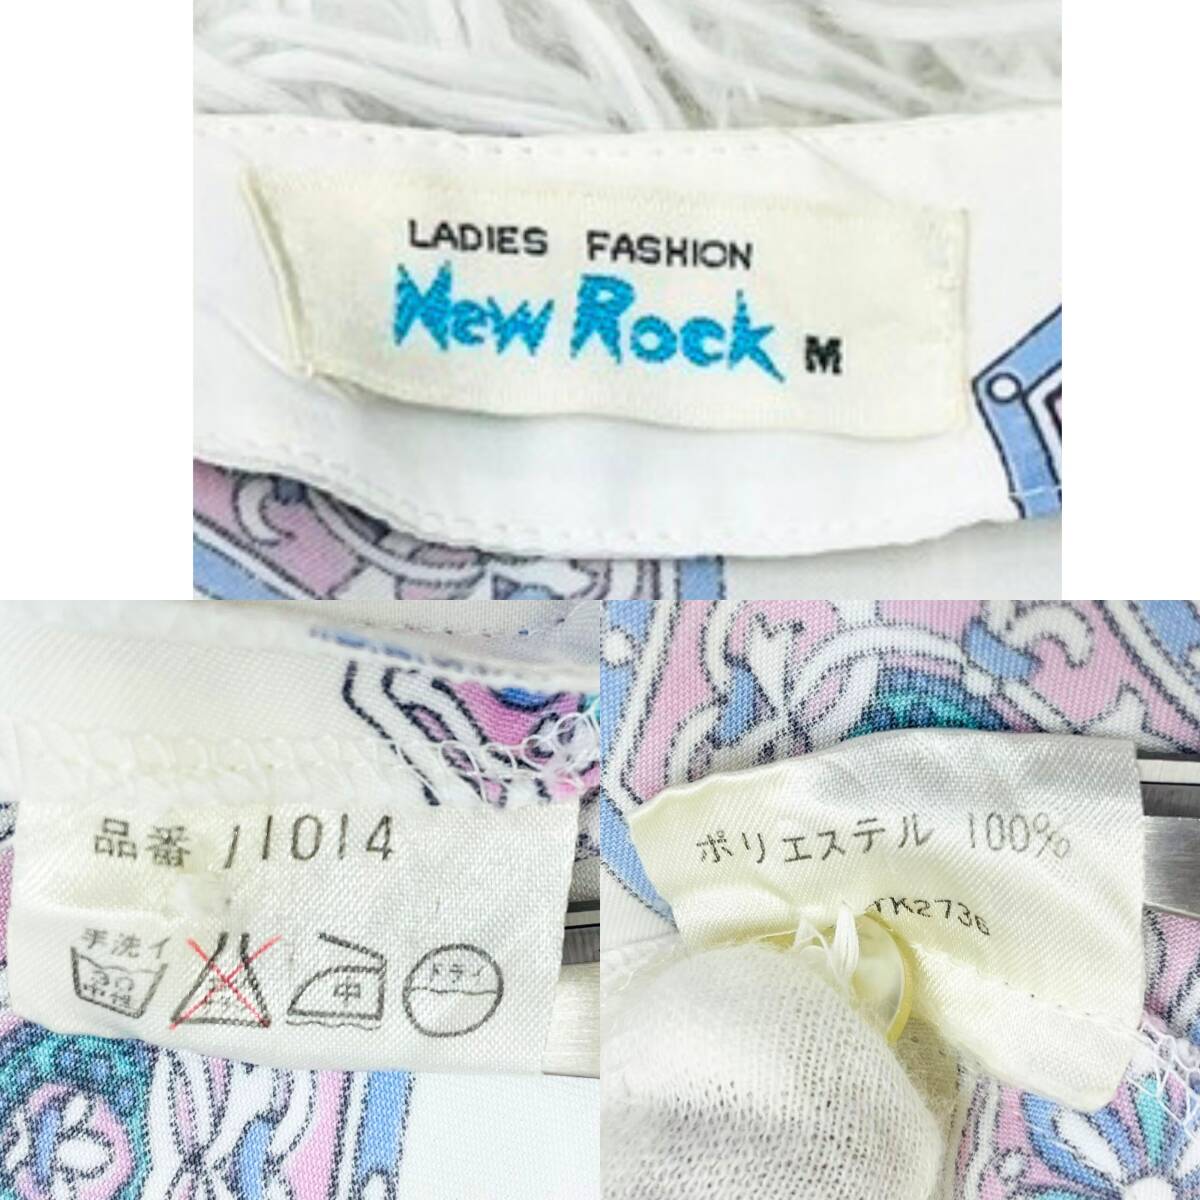 LADIES FASHION
New Rock M
品番 J1014
手洗イ
30
中性
中
ドライ
ポリエステル 100%
TK2736